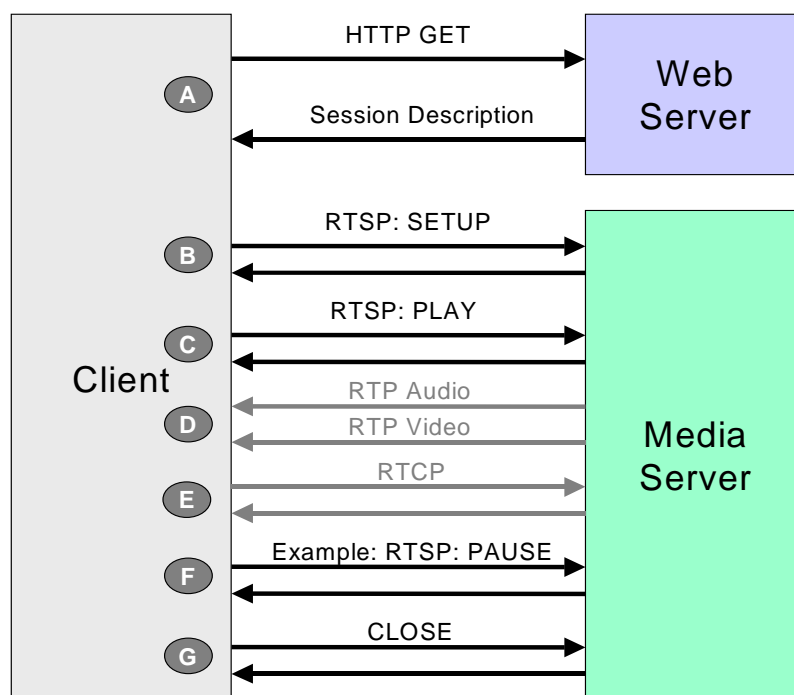 HTTP GET
Web
Server
A
Session Description
RTSP: SETUP
B
RTSP: PLAY
C
Client
RTP Audio
D
RTP Video
Media
Server
RTCP
E
Example: RTSP: PAUSE
F
CLOSE
G